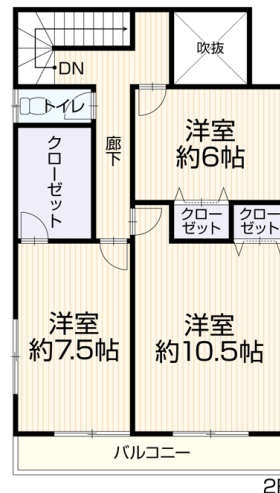 吹抜
DN
トイレ
廊下
洋室
約6帖
クローゼット
クロー
ゼット
クロー
ゼット
洋室
約7.5帖
洋室
約10.5帖
バルコニー